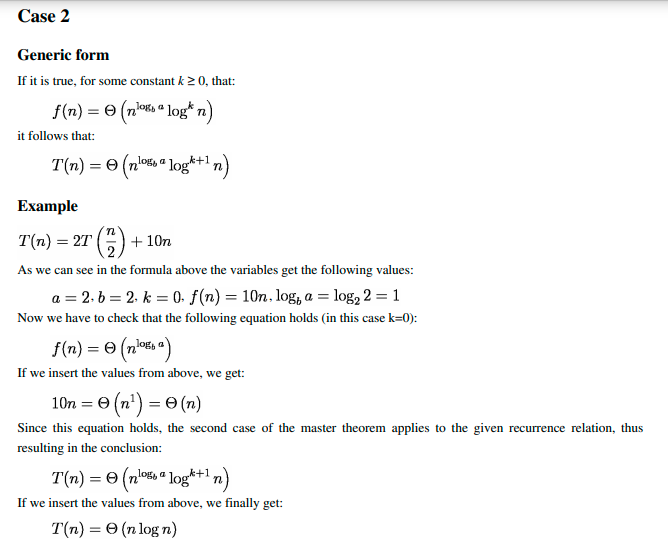 Case 2
Generic form
If it is true, for some constant k ≥ 0, that:
f(n) = Θ (n^{log_b a} log^k n)
it follows that:
T(n) = Θ (n^{log_b a} log^{k+1} n)
Example
T(n) = 2T (n/2) + 10n
As we can see in the formula above the variables get the following values:
a = 2, b = 2, k = 0, f(n) = 10n, log_b a = log_2 2 = 1
Now we have to check that the following equation holds (in this case k=0):
f(n) = Θ (n^{log_b a})
If we insert the values from above, we get:
10n = Θ (n^1) = Θ (n)
Since this equation holds, the second case of the master theorem applies to the given recurrence relation, thus
resulting in the conclusion:
T(n) = Θ (n^{log_b a} log^{k+1} n)
If we insert the values from above, we finally get:
T(n) = Θ (n log n)